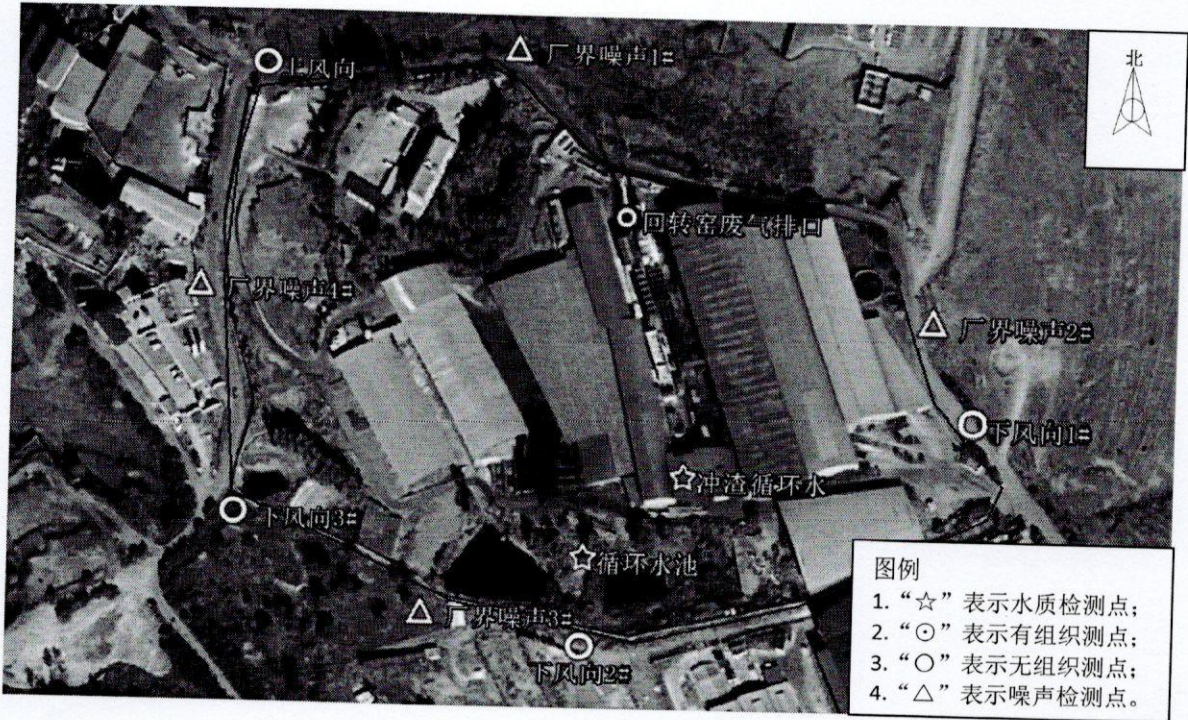 上风向
厂界噪声1#
北
回转窑废气排口
厂界噪声4#
厂界噪声2#
下风向1#
冲渣循环水
下风向3#
循环水池
厂界噪声3#
下风向2#
图例
1. “☆” 表示水质检测点;
2. “⊙” 表示有组织测点;
3. “○” 表示无组织测点;
4. “△” 表示噪声检测点。